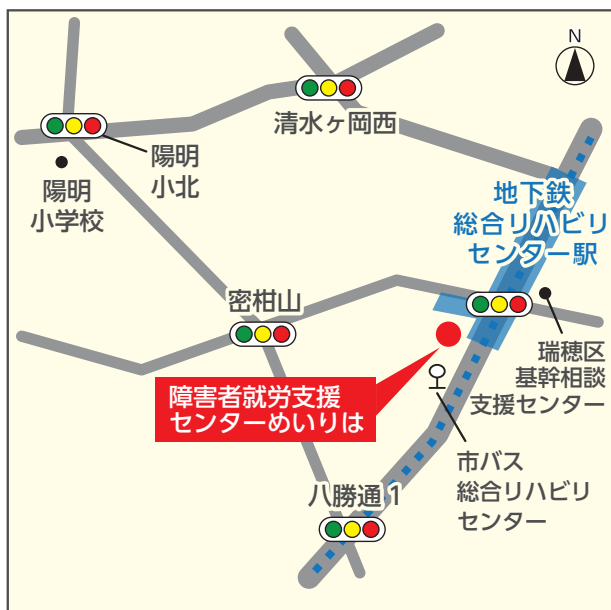 N
清水ヶ岡西
陽明
小北
陽明
小学校
地下鉄
総合リハビリ
センター駅
密柑山
瑞穂区
基幹相談
支援センター
障害者就労支援
センターめいりは
市バス
総合リハビリ
センター
八勝通1